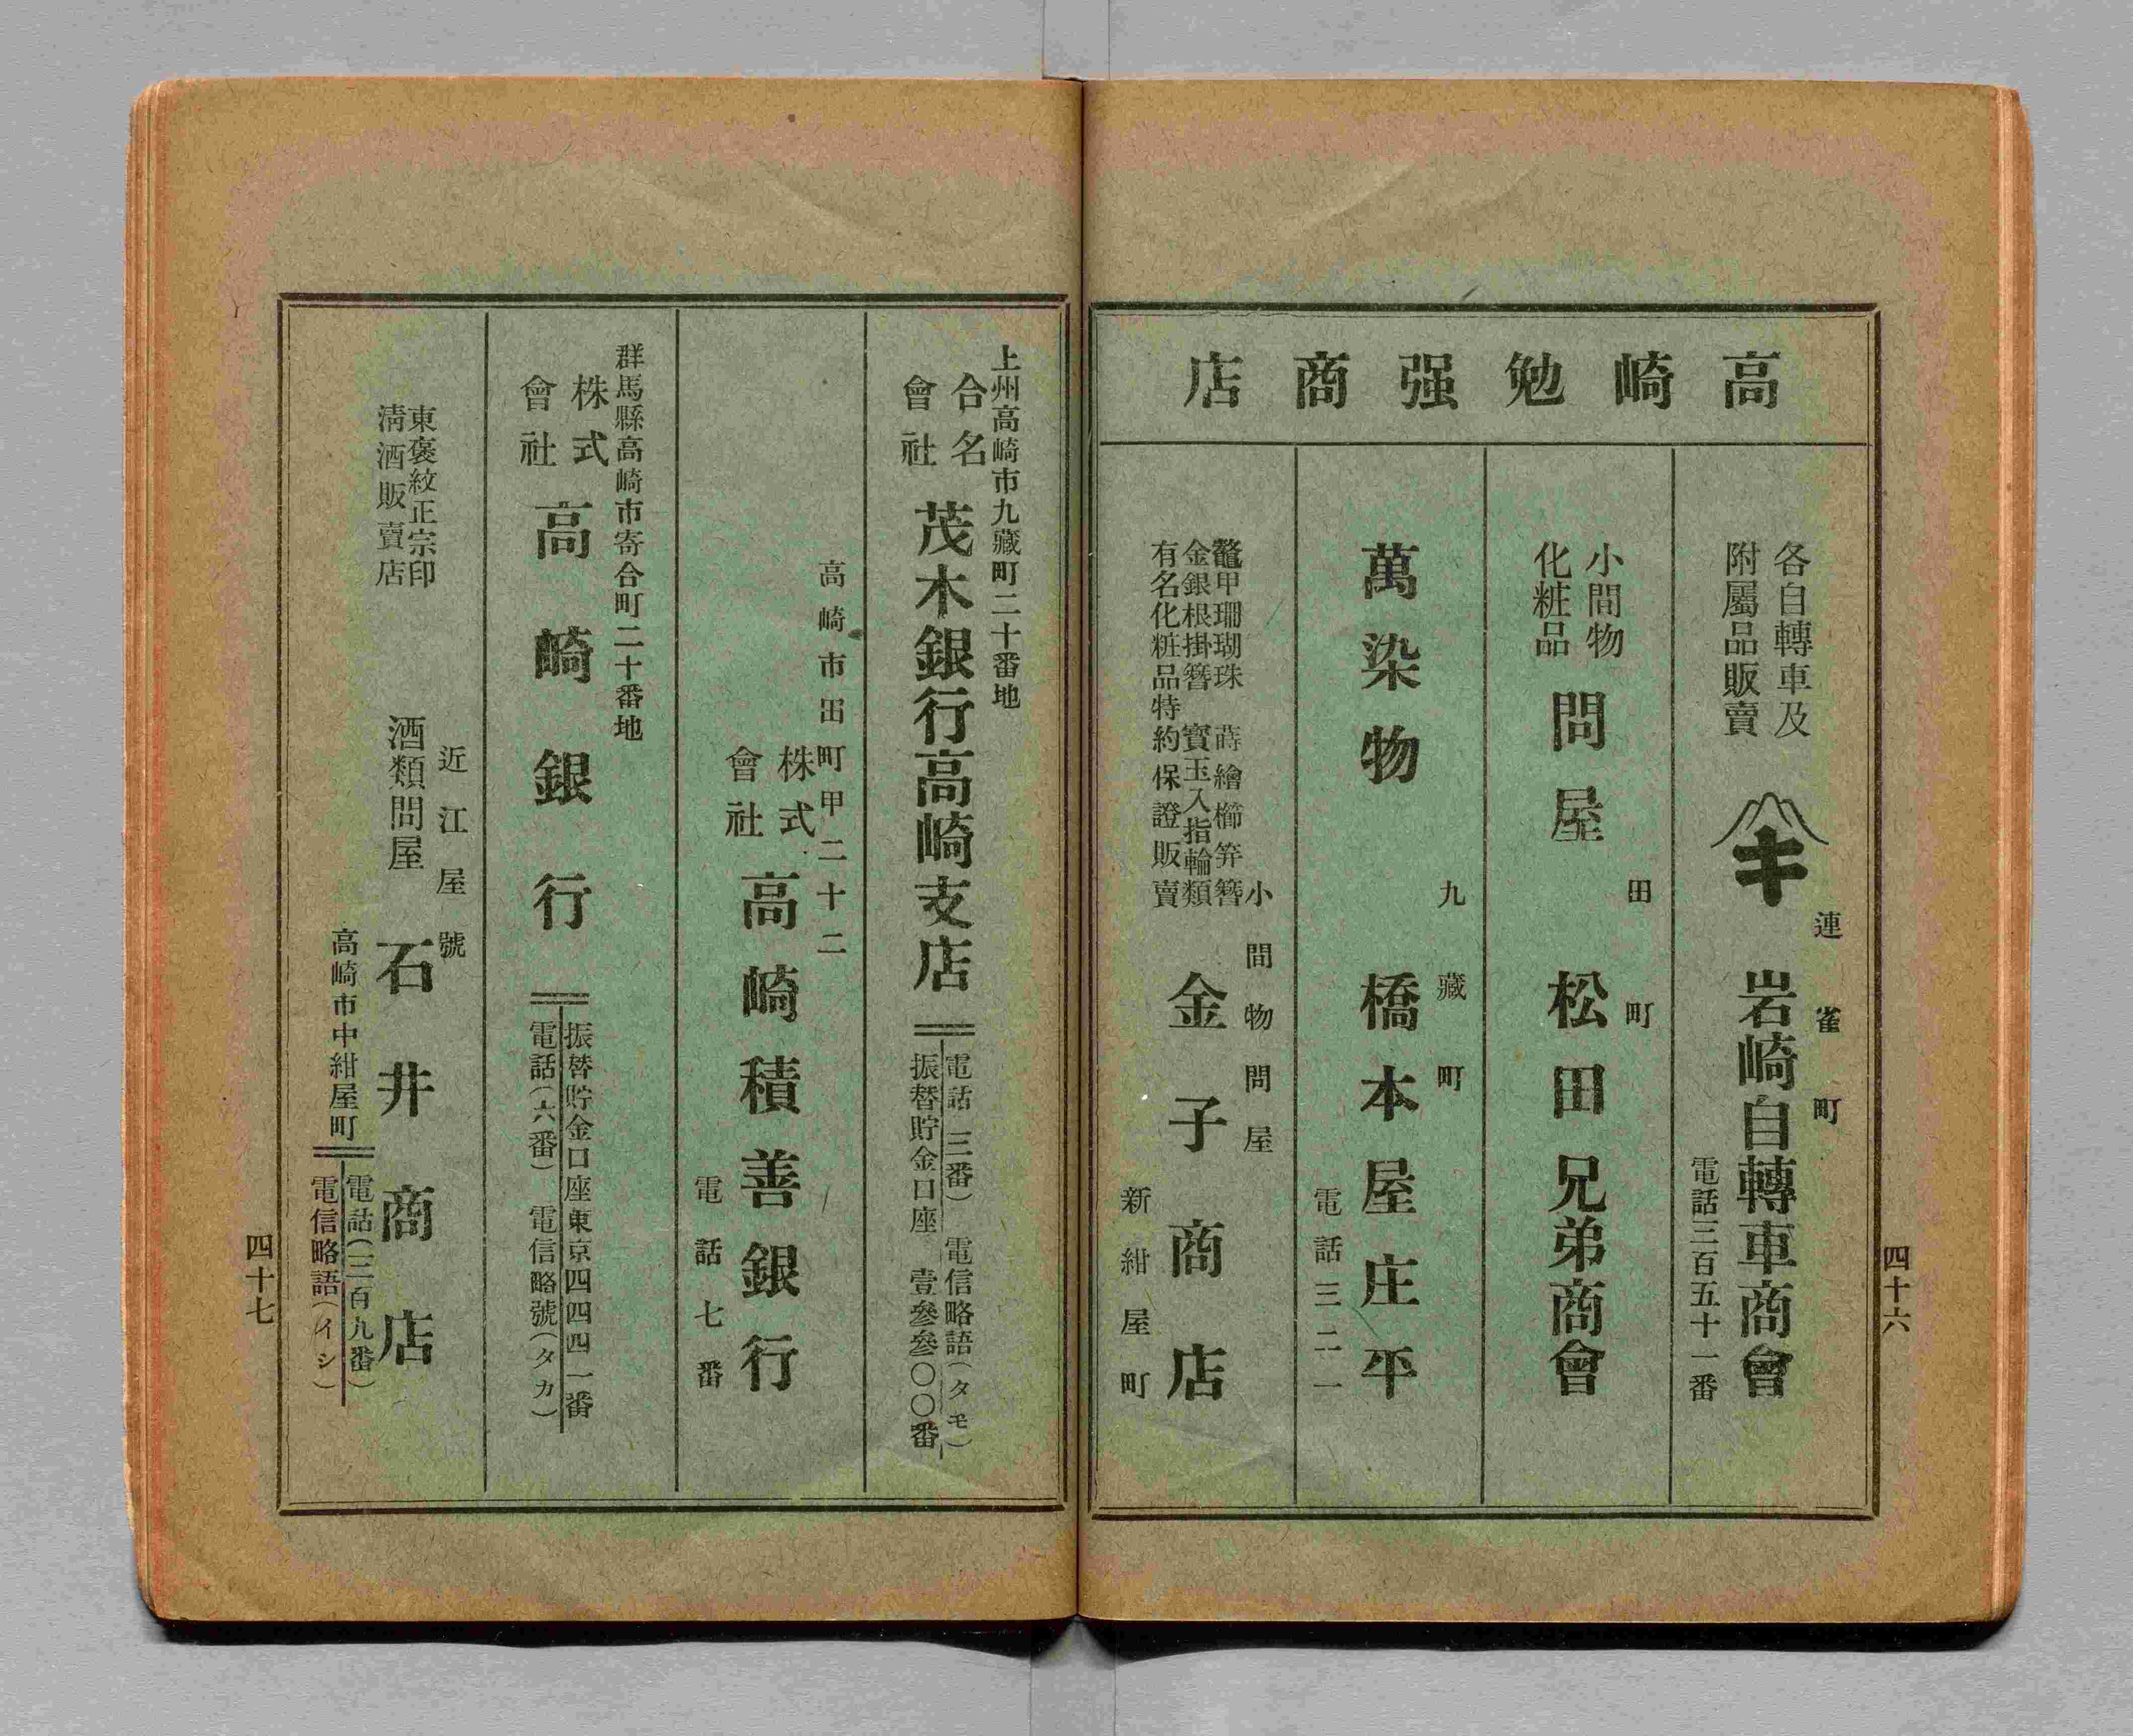 高崎勉强商店
各自轉車及
附屬品販賣
キ
連雀町
岩崎自轉車商會
電話三百五十一番
小間物
化粧品
問屋
田町
松田兄弟商會
萬染物
九藏町
橋本屋庄平
電話三二一
鼈甲珊瑚珠 蒔繪櫛笄簪
金銀根掛簪 寳玉入指輪類
有名化粧品特約保證販賣
小間物問屋
金子商店
新紺屋町
四十六
上州高崎市九藏町二十番地
合名
會社
茂木銀行高崎支店
電話 三番) 電信略語(タモ)
振替貯金口座 壹參參〇〇番
高崎市田町甲二十二
株式
會社
高崎積善銀行
電話七番
群馬縣高崎市寄合町二十番地
株式
會社
高崎銀行
振替貯金口座東京四四四一番
電話(六番) 電信略號(タカ)
東褒紋正宗印
淸酒販賣店
近江屋號
酒類問屋
石井商店
高崎市中紺屋町
電話(三百九番)
電信略語(イシ)
四十七